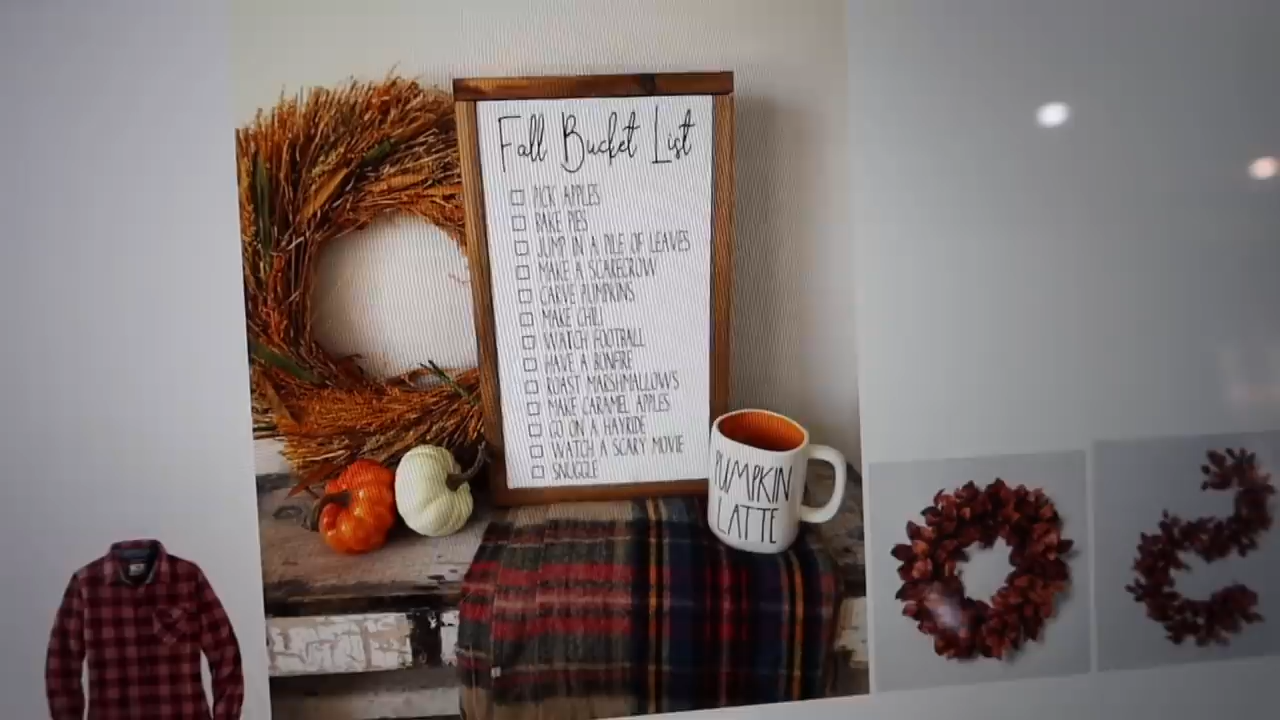 Fall Bucket List
PICK APPLES
BAKE PIES
JUMP IN A PILE OF LEAVES
MAKE A SCARECROW
CARVE PUMPKINS
MAKE CHILI
WATCH FOOTBALL
HAVE A BONFIRE
ROAST MARSHMALLOWS
MAKE CARAMEL APPLES
GO ON A HAYRIDE
WATCH A SCARY MOVIE
SNUGGLE
PUMPKIN
LATTE